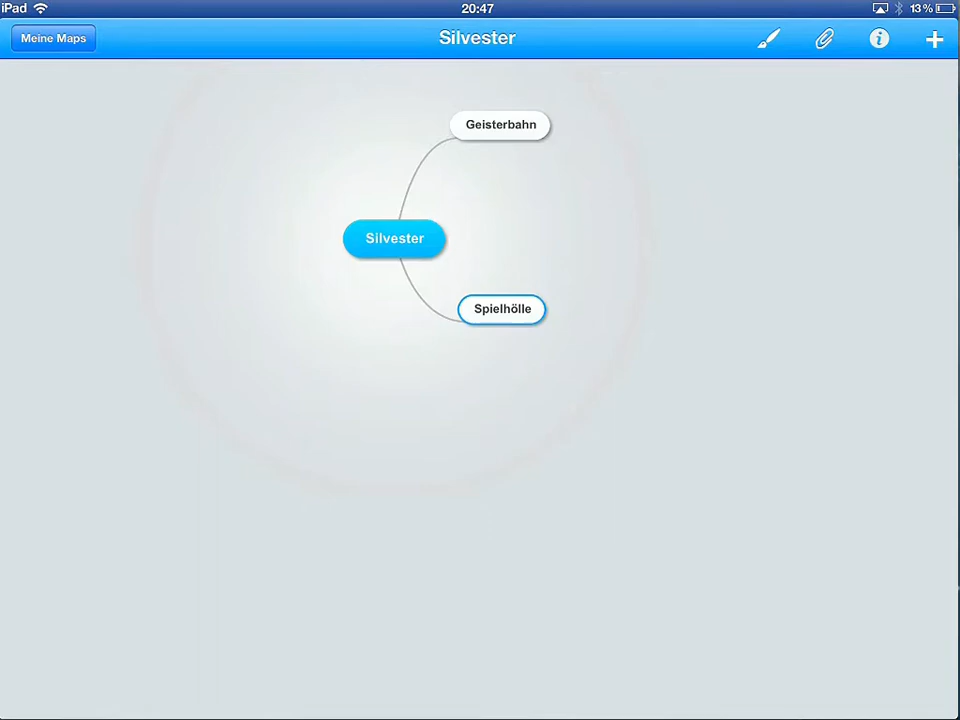 iPad 20:47 13 %
Meine Maps Silvester
Geisterbahn
Silvester
Spielhölle